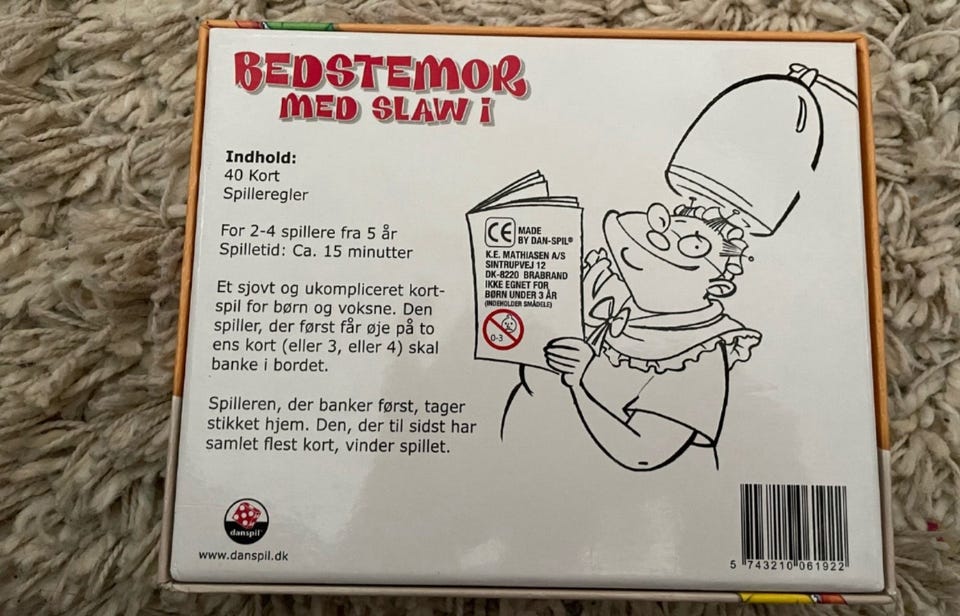 BEDSTEMOR
MED SLAW i
Indhold:
40 Kort
Spilleregler
For 2-4 spillere fra 5 år
Spilletid: Ca. 15 minutter
Et sjovt og ukompliceret kort-
spil for børn og voksne. Den
spiller, der først får øje på to
ens kort (eller 3, eller 4) skal
banke i bordet.
Spilleren, der banker først, tager
stikket hjem. Den, der til sidst har
samlet flest kort, vinder spillet.
CE MADE
BY DAN-SPIL®
K.E. MATHIASEN A/S
SINTRUPVEJ 12
DK-8220 BRABRAND
IKKE EGNET FOR
BØRN UNDER 3 ÅR
(INDEHOLDER SMÅDELE)
0-3
danspil
www.danspil.dk
5 743210 061922